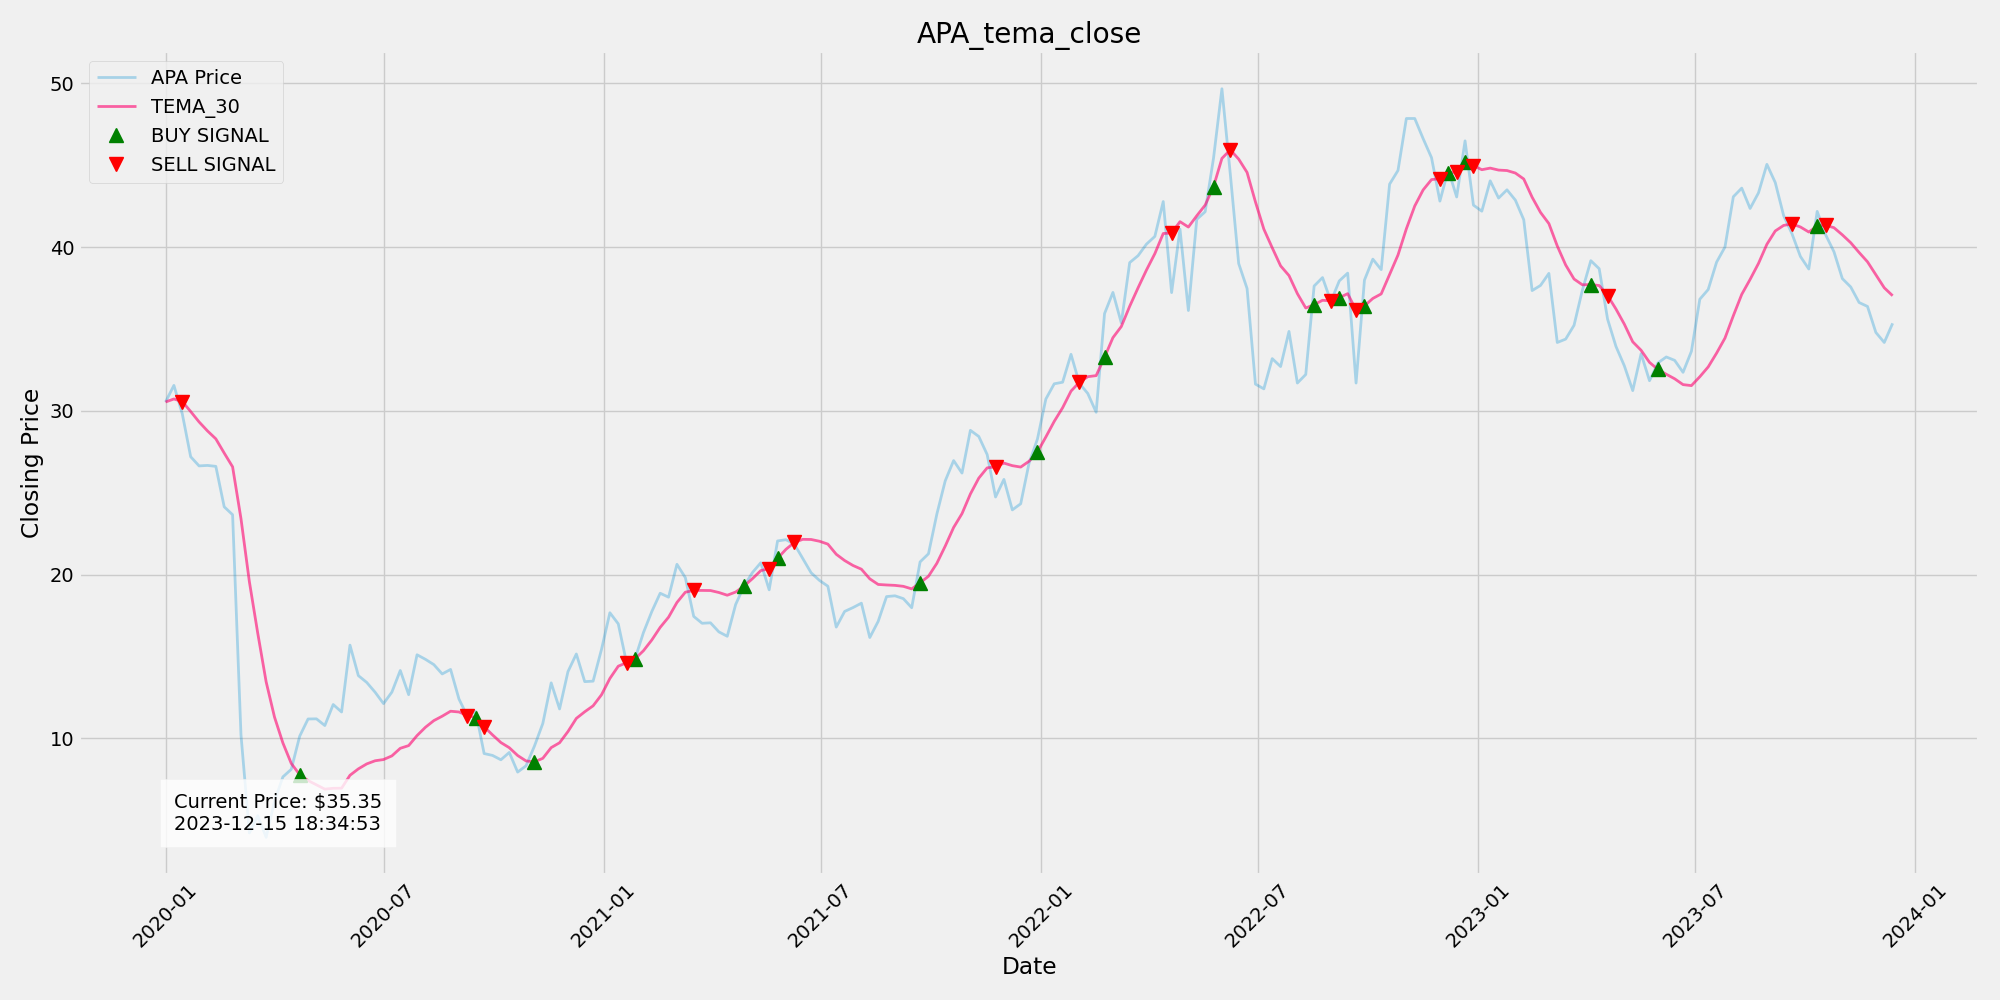 APA_tema_close
APA Price
TEMA_30
BUY SIGNAL
SELL SIGNAL
50
40
30
20
10
Closing Price
Current Price: $35.35
2023-12-15 18:34:53
2020-01
2020-07
2021-01
2021-07
2022-01
2022-07
2023-01
2023-07
2024-01
Date